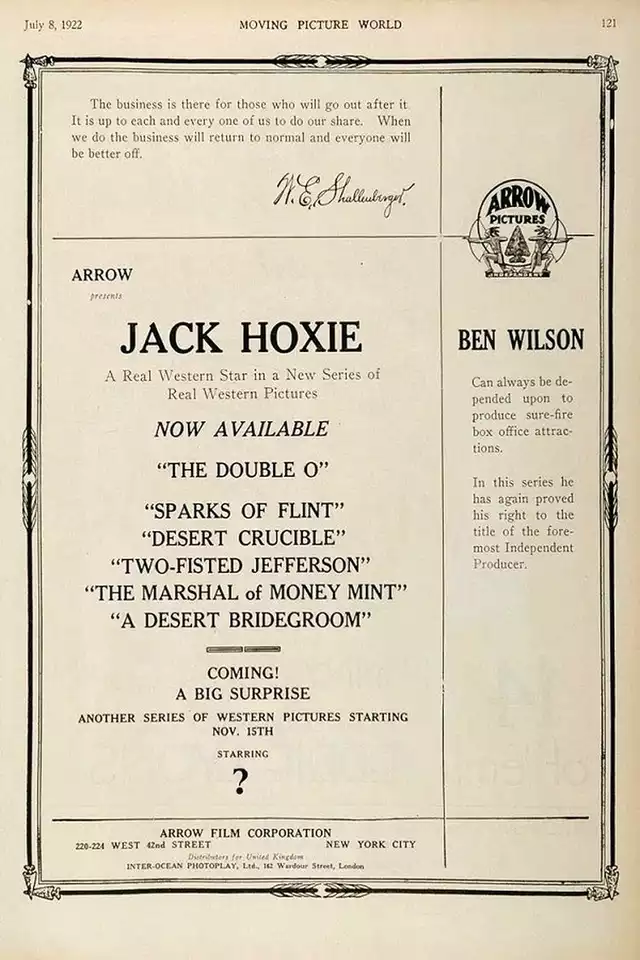 July 8, 1922 MOVING PICTURE WORLD 121
The business is there for those who will go out after it.
It is up to each and every one of us to do our share. When
we do the business will return to normal and everyone will
be better off.
W. E. Shallenberger.
ARROW
PICTURES
ARROW
presents
JACK HOXIE
A Real Western Star in a New Series of
Real Western Pictures
NOW AVAILABLE
“THE DOUBLE O”
“SPARKS OF FLINT”
“DESERT CRUCIBLE”
“TWO-FISTED JEFFERSON”
“THE MARSHAL of MONEY MINT”
“A DESERT BRIDEGROOM”
COMING!
A BIG SURPRISE
ANOTHER SERIES OF WESTERN PICTURES STARTING
NOV. 15TH
STARRING
?
BEN WILSON
Can always be de-
pended upon to
produce sure-fire
box office attrac-
tions.
In this series he
has again proved
his right to the
title of the fore-
most Independent
Producer.
ARROW FILM CORPORATION
220-224 WEST 42nd STREET NEW YORK CITY
Distributors for United Kingdom
INTER-OCEAN PHOTOPLAY, Ltd., 162 Wardour Street, London